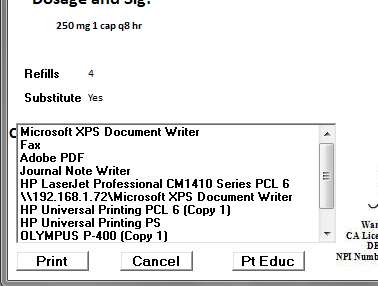 Dosage and Sig:
250 mg 1 cap q8 hr
Refills 4
Substitute Yes
Microsoft XPS Document Writer
Fax
Adobe PDF
Journal Note Writer
HP LaserJet Professional CM1410 Series PCL 6
\\192.168.1.72\Microsoft XPS Document Writer
HP Universal Printing PCL 6 (Copy 1)
HP Universal Printing PS
OLYMPUS P-400 (Copy 1)
CA Lice
NPI Numb
Print Cancel Pt Educ